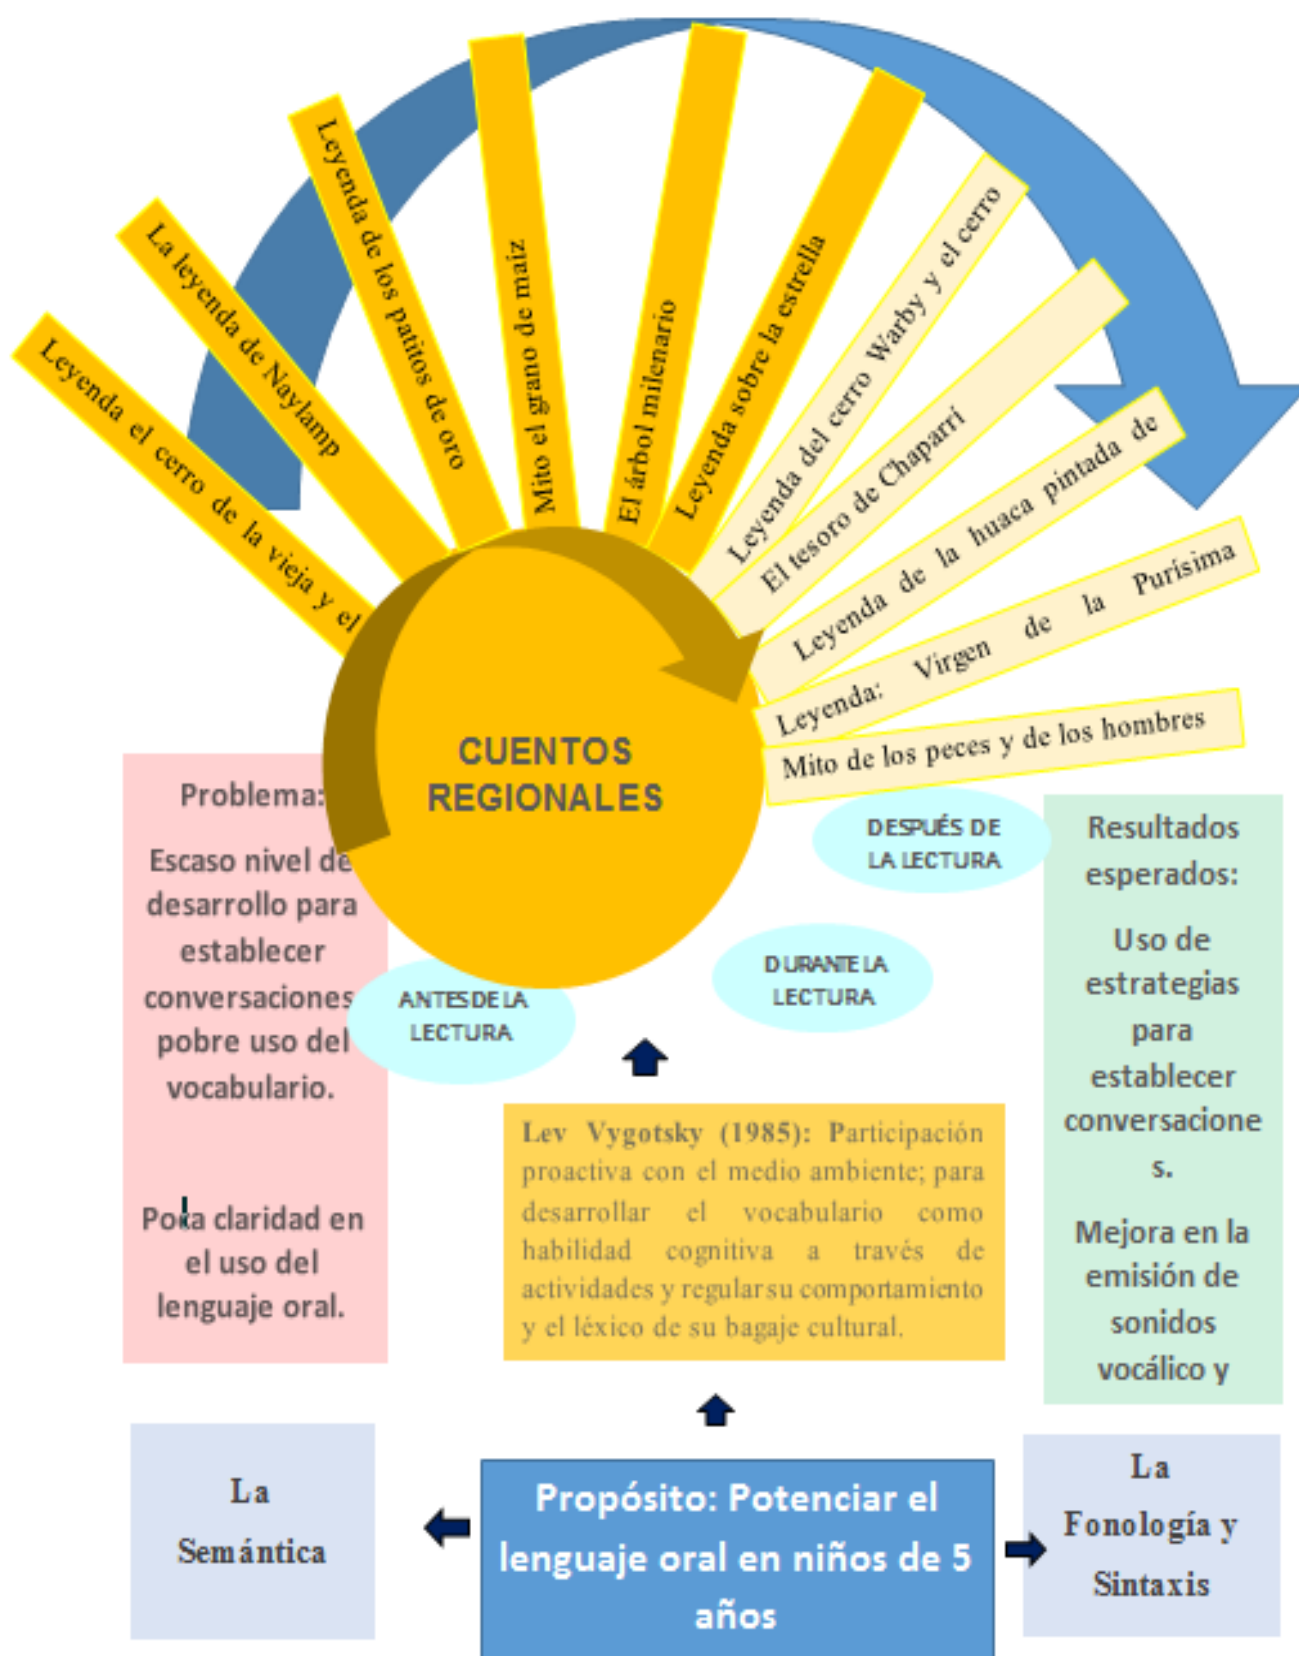 Leyenda el cerro de la vieja y el
La leyenda de Naylamp
Leyenda de los patitos de oro
Mito el grano de maiz
El árbol milenario
Leyenda sobre la estrella
Leyenda del cerro Warby y el cerro
El tesoro de Chaparrí
Leyenda de la huaca pintada de
Leyenda: Virgen de la Purísima
Mito de los peces y de los hombres
CUENTOS
REGIONALES
Problema:
Escaso nivel de
desarrollo para
establecer
conversaciones
pobre uso del
vocabulario.
Poca claridad en
el uso del
lenguaje oral.
ANTES DE LA
LECTURA
DURANTE LA
LECTURA
DESPUÉS DE
LA LECTURA
Resultados
esperados:
Uso de
estrategias
para
establecer
conversacione
s.
Mejora en la
emisión de
sonidos
vocálico y
Lev Vygotsky (1985): Participación
proactiva con el medio ambiente; para
desarrollar el vocabulario como
habilidad cognitiva a través de
actividades y regular su comportamiento
y el léxico de su bagaje cultural.
La
Semántica
Propósito: Potenciar el
lenguaje oral en niños de 5
años
La
Fonología y
Sintaxis